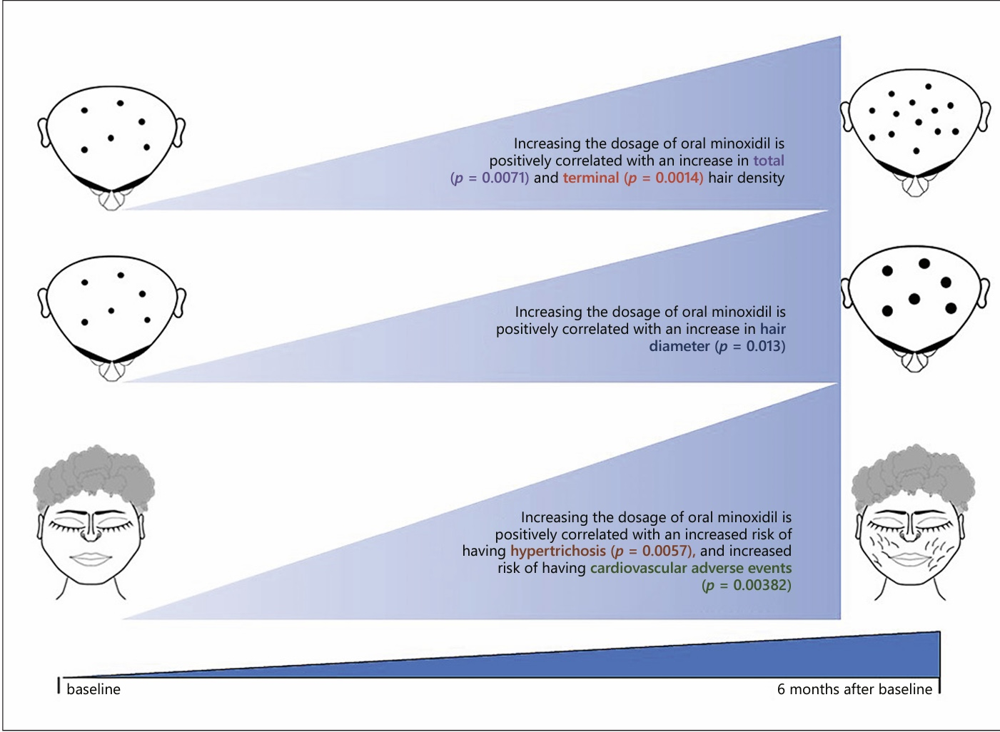 Increasing the dosage of oral minoxidil is
positively correlated with an increase in total
(p = 0.0071) and terminal (p = 0.0014) hair density
Increasing the dosage of oral minoxidil is
positively correlated with an increase in hair
diameter (p = 0.013)
Increasing the dosage of oral minoxidil is
positively correlated with an increased risk of
having hypertrichosis (p = 0.0057), and increased
risk of having cardiovascular adverse events
(p = 0.00382)
baseline
6 months after baseline